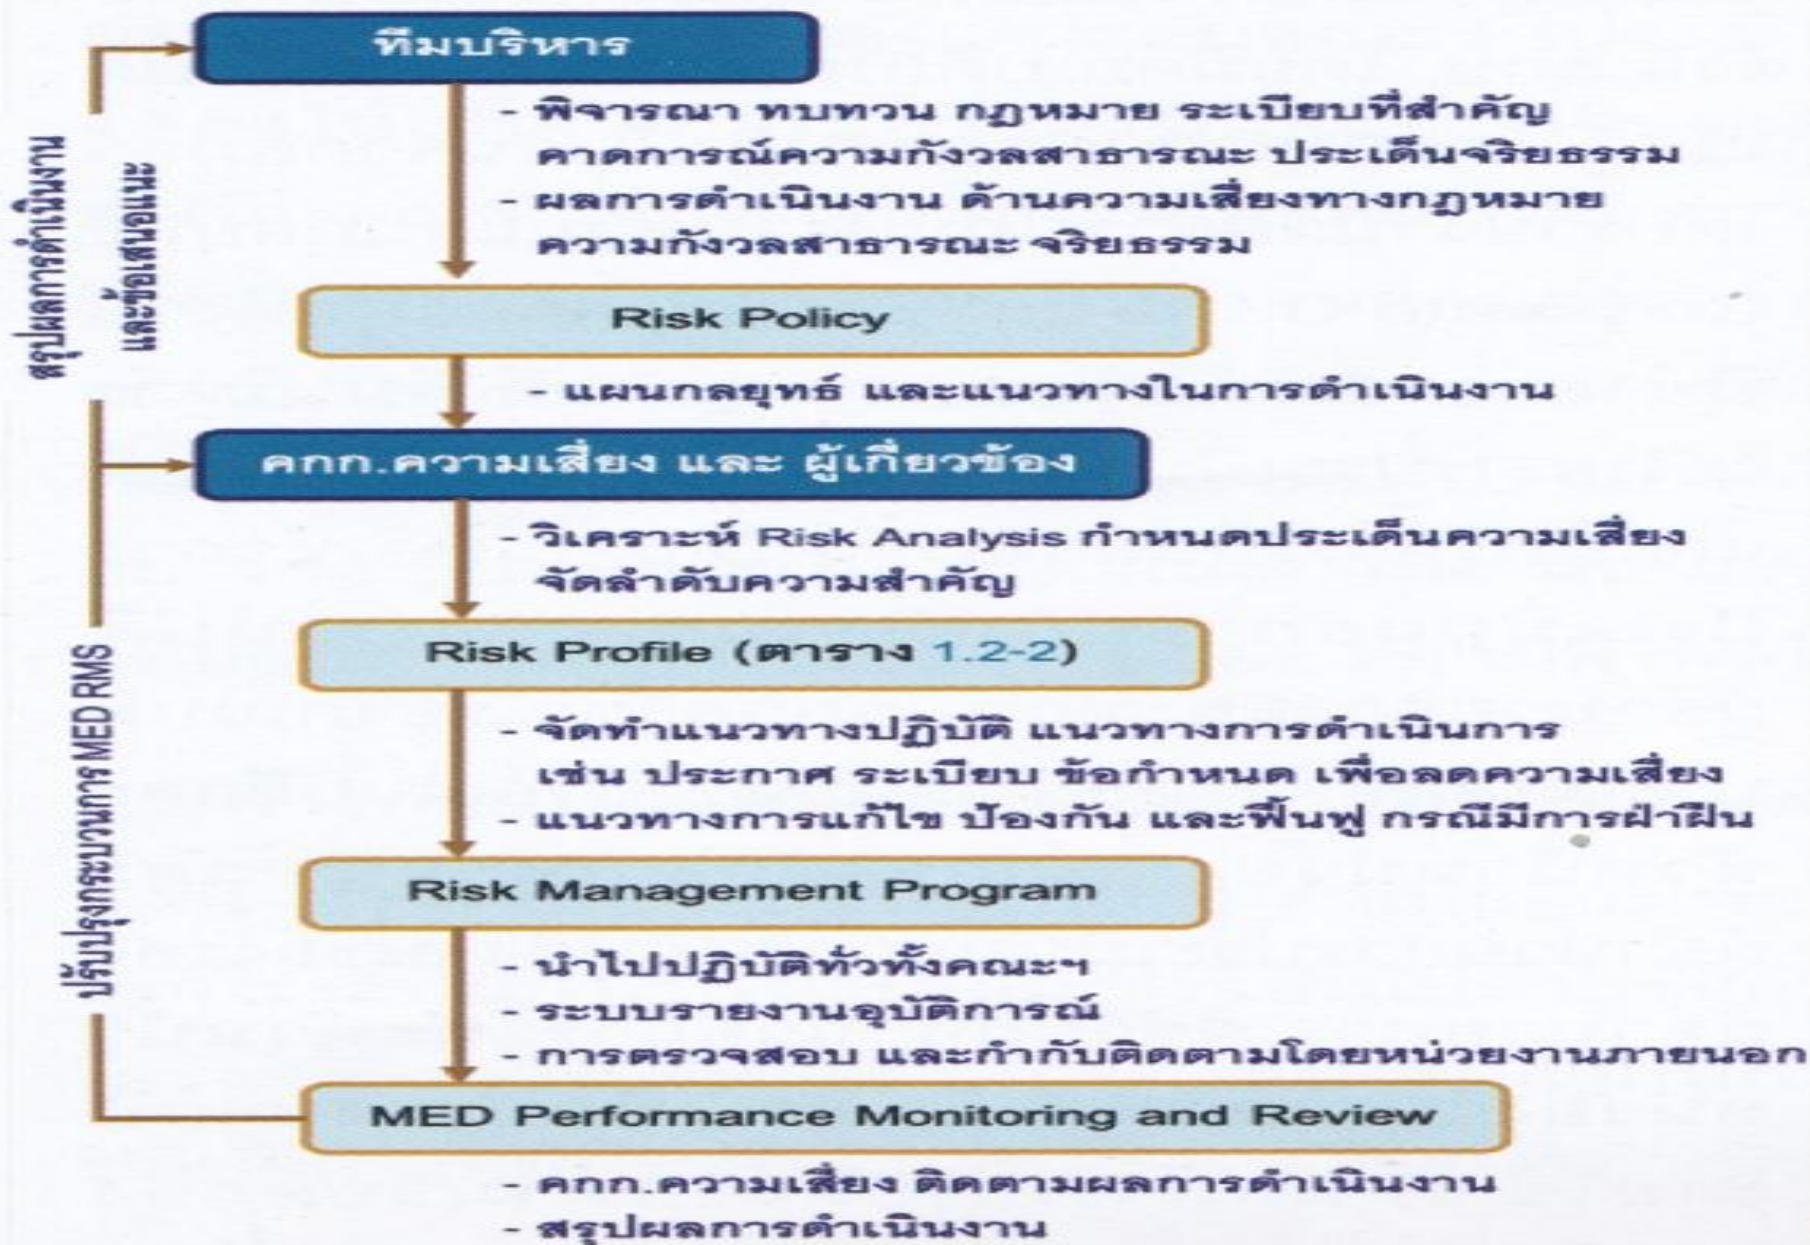 ทีมบริหาร
- พิจารณา ทบทวน กฎหมาย ระเบียบที่สำคัญ
คาดการณ์ความกังวลสาธารณะ ประเด็นจริยธรรม
- ผลการดำเนินงาน ด้านความเสี่ยงทางกฎหมาย
ความกังวลสาธารณะ จริยธรรม
สรุปผลการดำเนินงาน
และข้อเสนอแนะ
Risk Policy
- แผนกลยุทธ์ และแนวทางในการดำเนินงาน
คกก.ความเสี่ยง และ ผู้เกี่ยวข้อง
- วิเคราะห์ Risk Analysis กำหนดประเด็นความเสี่ยง
จัดลำดับความสำคัญ
Risk Profile (ตาราง 1.2-2)
- จัดทำแนวทางปฏิบัติ แนวทางการดำเนินการ
เช่น ประกาศ ระเบียบ ข้อกำหนด เพื่อลดความเสี่ยง
- แนวทางการแก้ไข ป้องกัน และฟื้นฟู กรณีมีการฝ่าฝืน
ปรับปรุงกระบวนการ MED RMS
Risk Management Program
- นำไปปฏิบัติทั่วทั้งคณะฯ
- ระบบรายงานอุบัติการณ์
- การตรวจสอบ และกำกับติดตามโดยหน่วยงานภายนอก
MED Performance Monitoring and Review
- คกก.ความเสี่ยง ติดตามผลการดำเนินงาน
- สรุปผลการดำเนินงาน